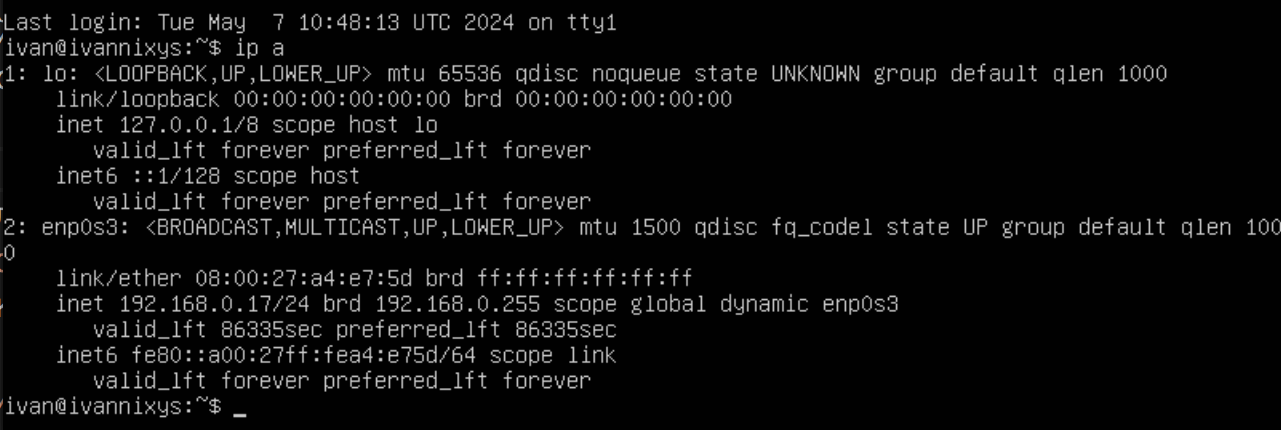 Last login: Tue May  7 10:48:13 UTC 2024 on tty1
ivan@ivannixys:~$ ip a
1: lo: <LOOPBACK,UP,LOWER_UP> mtu 65536 qdisc noqueue state UNKNOWN group default qlen 1000
    link/loopback 00:00:00:00:00:00 brd 00:00:00:00:00:00
    inet 127.0.0.1/8 scope host lo
       valid_lft forever preferred_lft forever
    inet6 ::1/128 scope host
       valid_lft forever preferred_lft forever
2: enp0s3: <BROADCAST,MULTICAST,UP,LOWER_UP> mtu 1500 qdisc fq_codel state UP group default qlen 100
0
    link/ether 08:00:27:a4:e7:5d brd ff:ff:ff:ff:ff:ff
    inet 192.168.0.17/24 brd 192.168.0.255 scope global dynamic enp0s3
       valid_lft 86335sec preferred_lft 86335sec
    inet6 fe80::a00:27ff:fea4:e75d/64 scope link
       valid_lft forever preferred_lft forever
ivan@ivannixys:~$ _